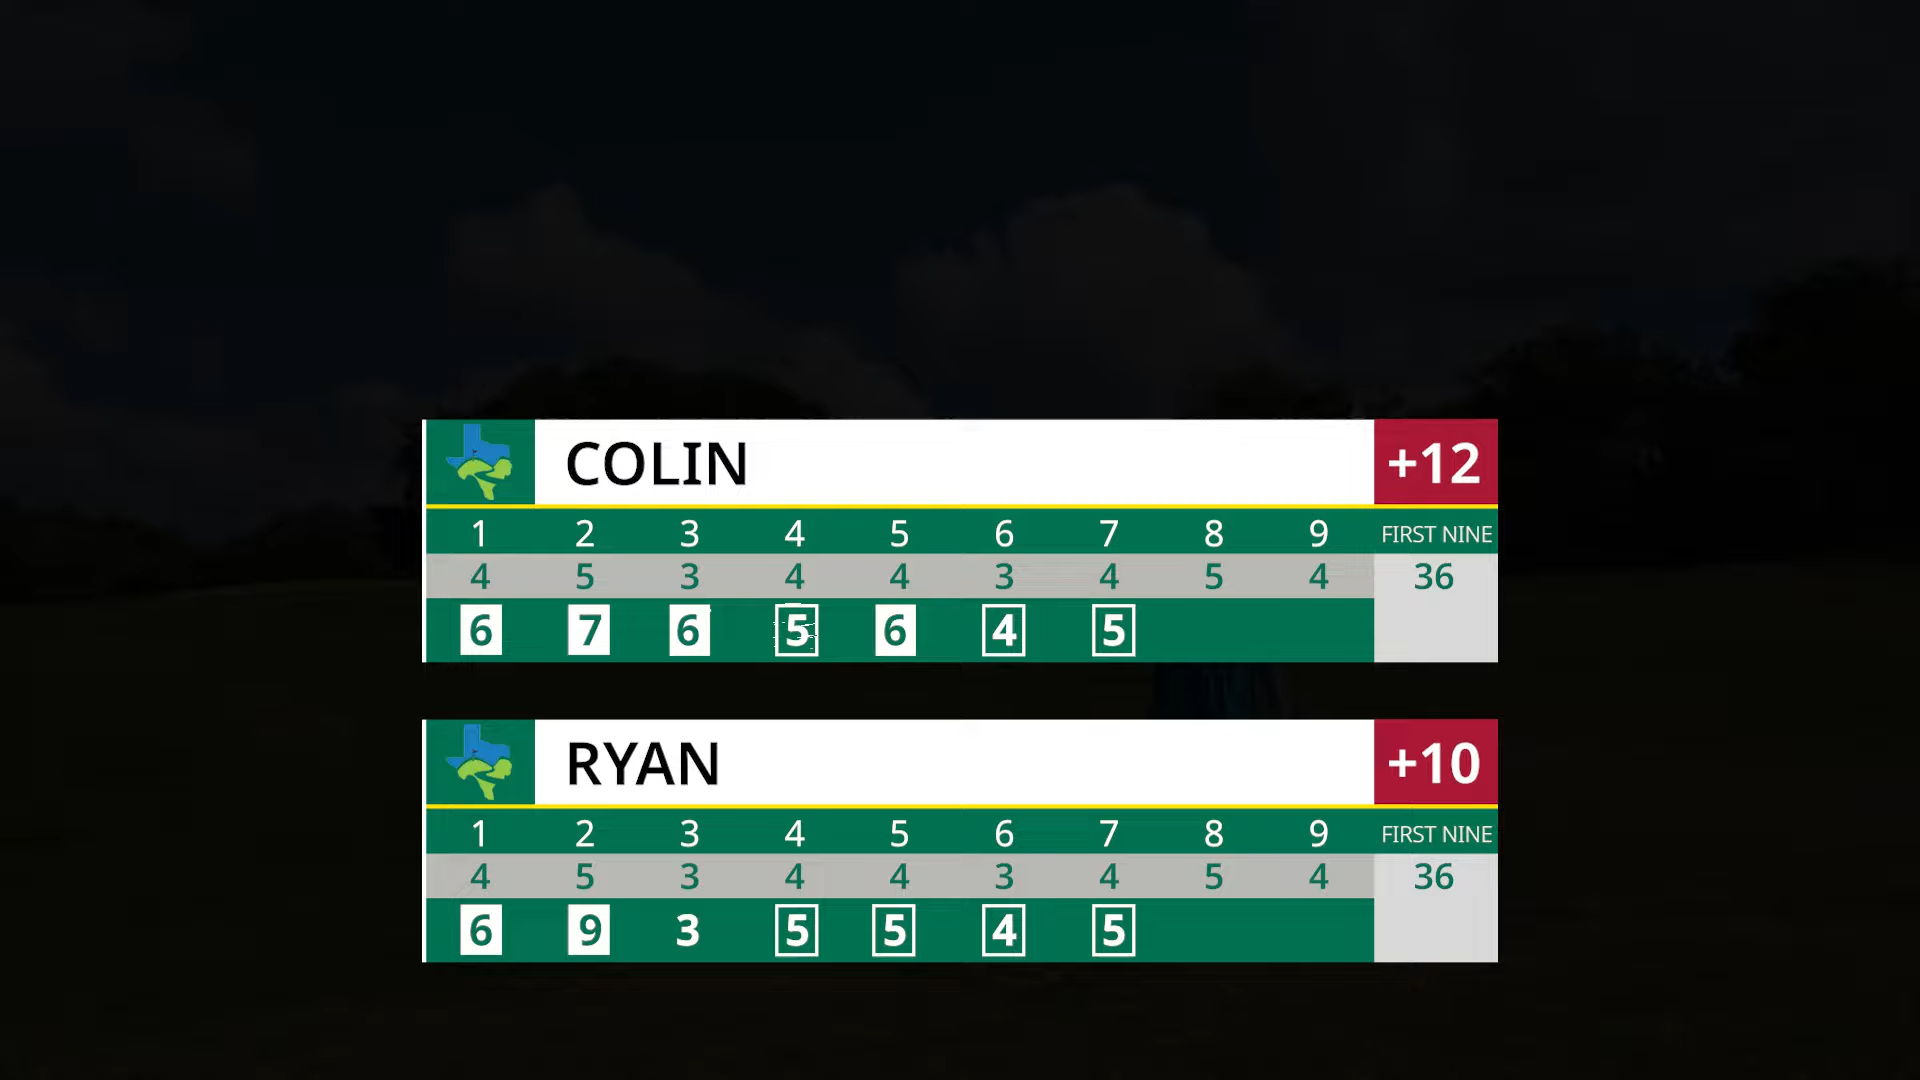 COLIN +12
1 2 3 4 5 6 7 8 9 FIRST NINE
4 5 3 4 4 3 4 5 4 36
6 7 6 5 6 4 5
RYAN +10
1 2 3 4 5 6 7 8 9 FIRST NINE
4 5 3 4 4 3 4 5 4 36
6 9 3 5 5 4 5